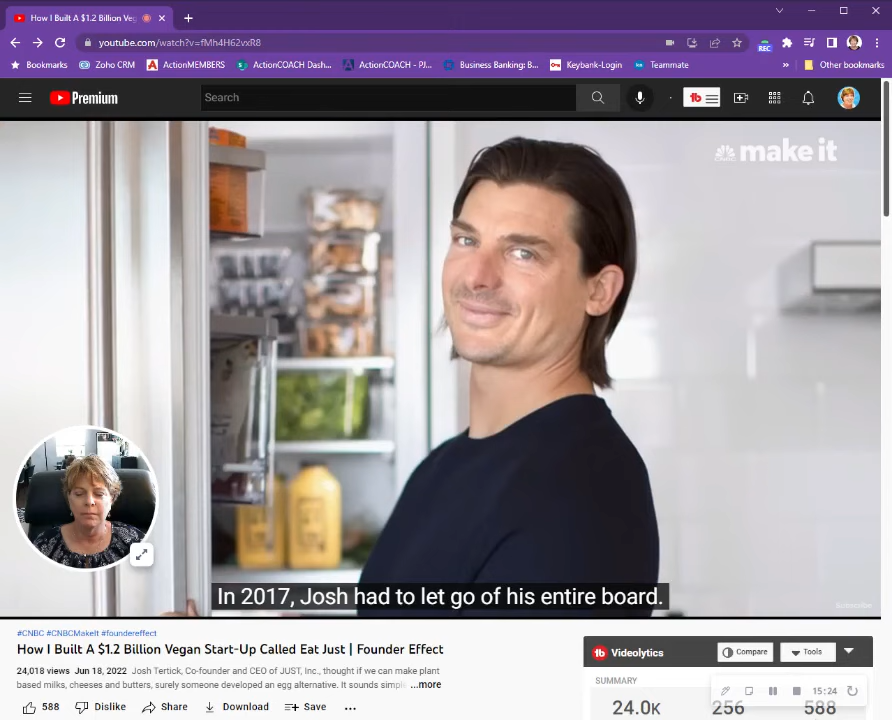 How I Built A $1.2 Billion Veg
youtube.com/watch?v=fMh4H62vxR8
REC
Bookmarks Zoho CRM ActionMEMBERS ActionCOACH Dash... ActionCOACH - PJ... Business Banking: B... Keybank-Login Teammate » Other bookmarks
Premium Search
make it
In 2017, Josh had to let go of his entire board.
Subscribe
#CNBC #CNBCMakeIt #foundereffect
How I Built A $1.2 Billion Vegan Start-Up Called Eat Just | Founder Effect
24,018 views Jun 18, 2022 Josh Tertick, Co-founder and CEO of JUST, Inc., thought if we can make plant
based milks, cheeses and butters, surely someone developed an egg alternative. It sounds simple ...more
588 Dislike Share Download Save ...
Videolytics Compare Tools
SUMMARY
24.0K 256 588
15:24